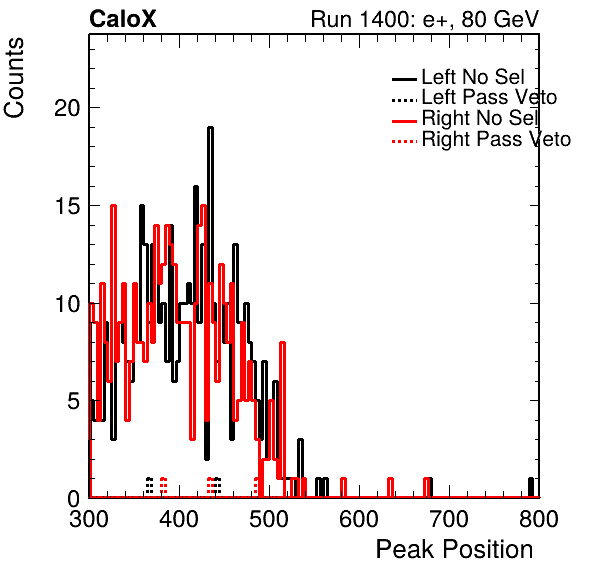 CaloX Run 1400: e+, 80 GeV
Counts
Left No Sel
Left Pass Veto
Right No Sel
Right Pass Veto
20
15
10
5
0
300 400 500 600 700 800
Peak Position